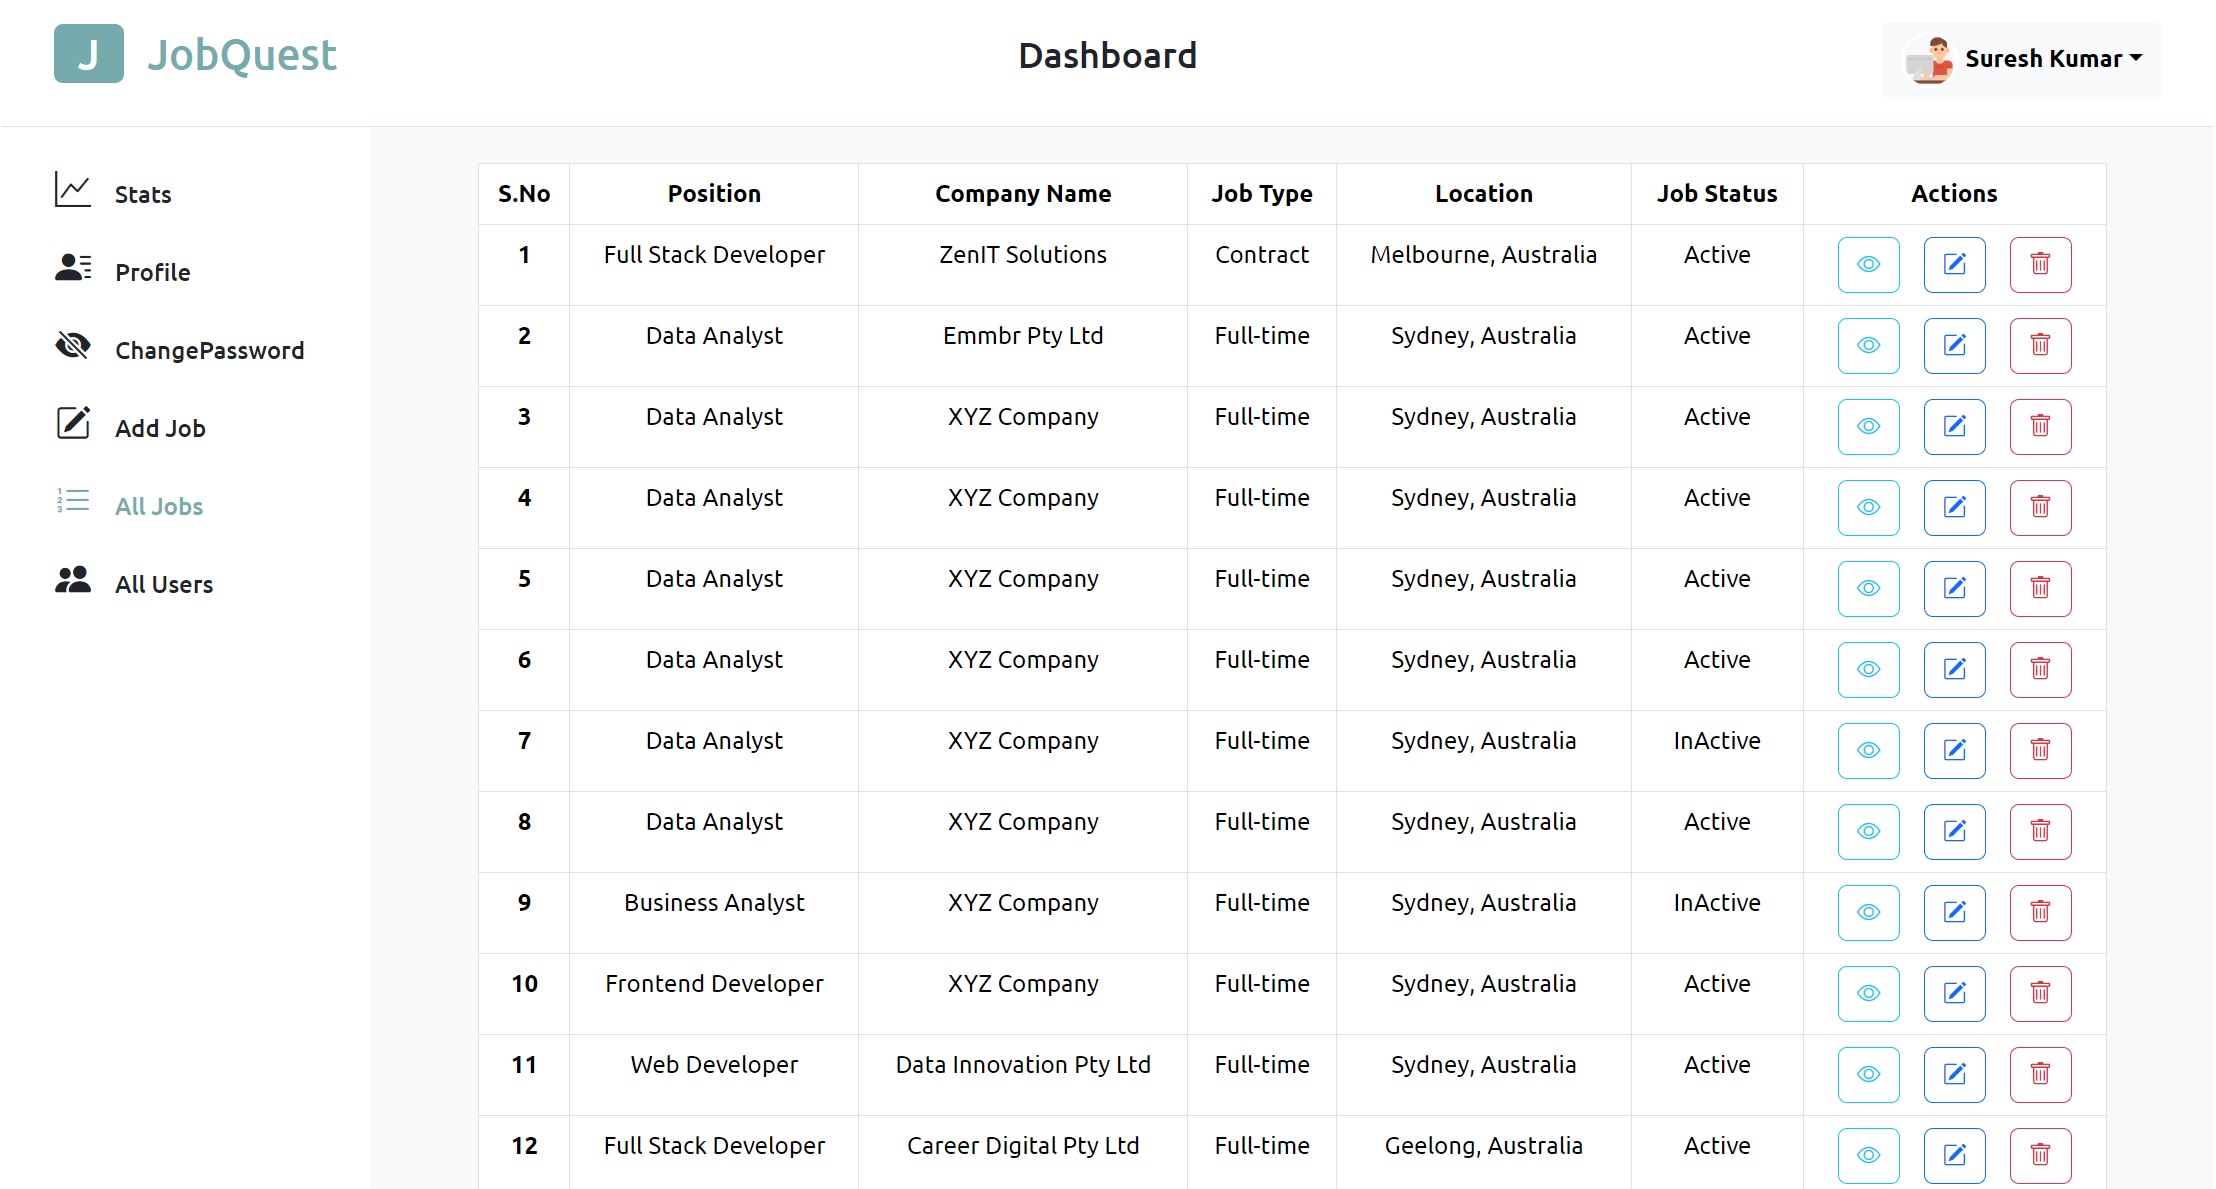 J JobQuest
Dashboard
Suresh Kumar
Stats
Profile
ChangePassword
Add Job
1 2 3 All Jobs
All Users
S.No Position Company Name Job Type Location Job Status Actions
1 Full Stack Developer ZenIT Solutions Contract Melbourne, Australia Active
2 Data Analyst Emmbr Pty Ltd Full-time Sydney, Australia Active
3 Data Analyst XYZ Company Full-time Sydney, Australia Active
4 Data Analyst XYZ Company Full-time Sydney, Australia Active
5 Data Analyst XYZ Company Full-time Sydney, Australia Active
6 Data Analyst XYZ Company Full-time Sydney, Australia Active
7 Data Analyst XYZ Company Full-time Sydney, Australia InActive
8 Data Analyst XYZ Company Full-time Sydney, Australia Active
9 Business Analyst XYZ Company Full-time Sydney, Australia InActive
10 Frontend Developer XYZ Company Full-time Sydney, Australia Active
11 Web Developer Data Innovation Pty Ltd Full-time Sydney, Australia Active
12 Full Stack Developer Career Digital Pty Ltd Full-time Geelong, Australia Active